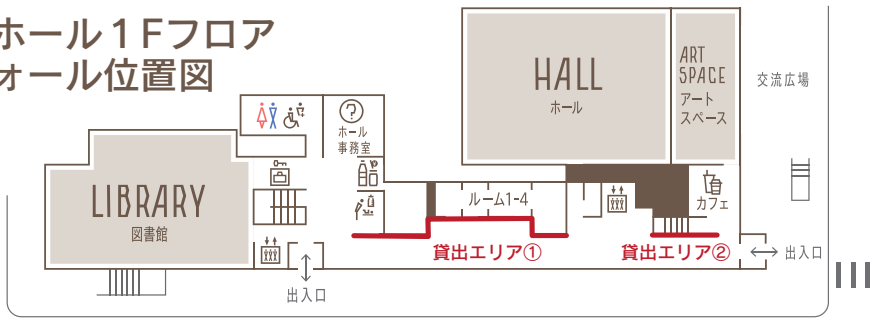 ホール１Fフロア
ォール位置図
HALL
ホール
ART
SPACE
アート
スペース
交流広場
?
ホール
事務室
LIBRARY
図書館
ルーム1-4
カフェ
貸出エリア①
貸出エリア②
出入口
出入口